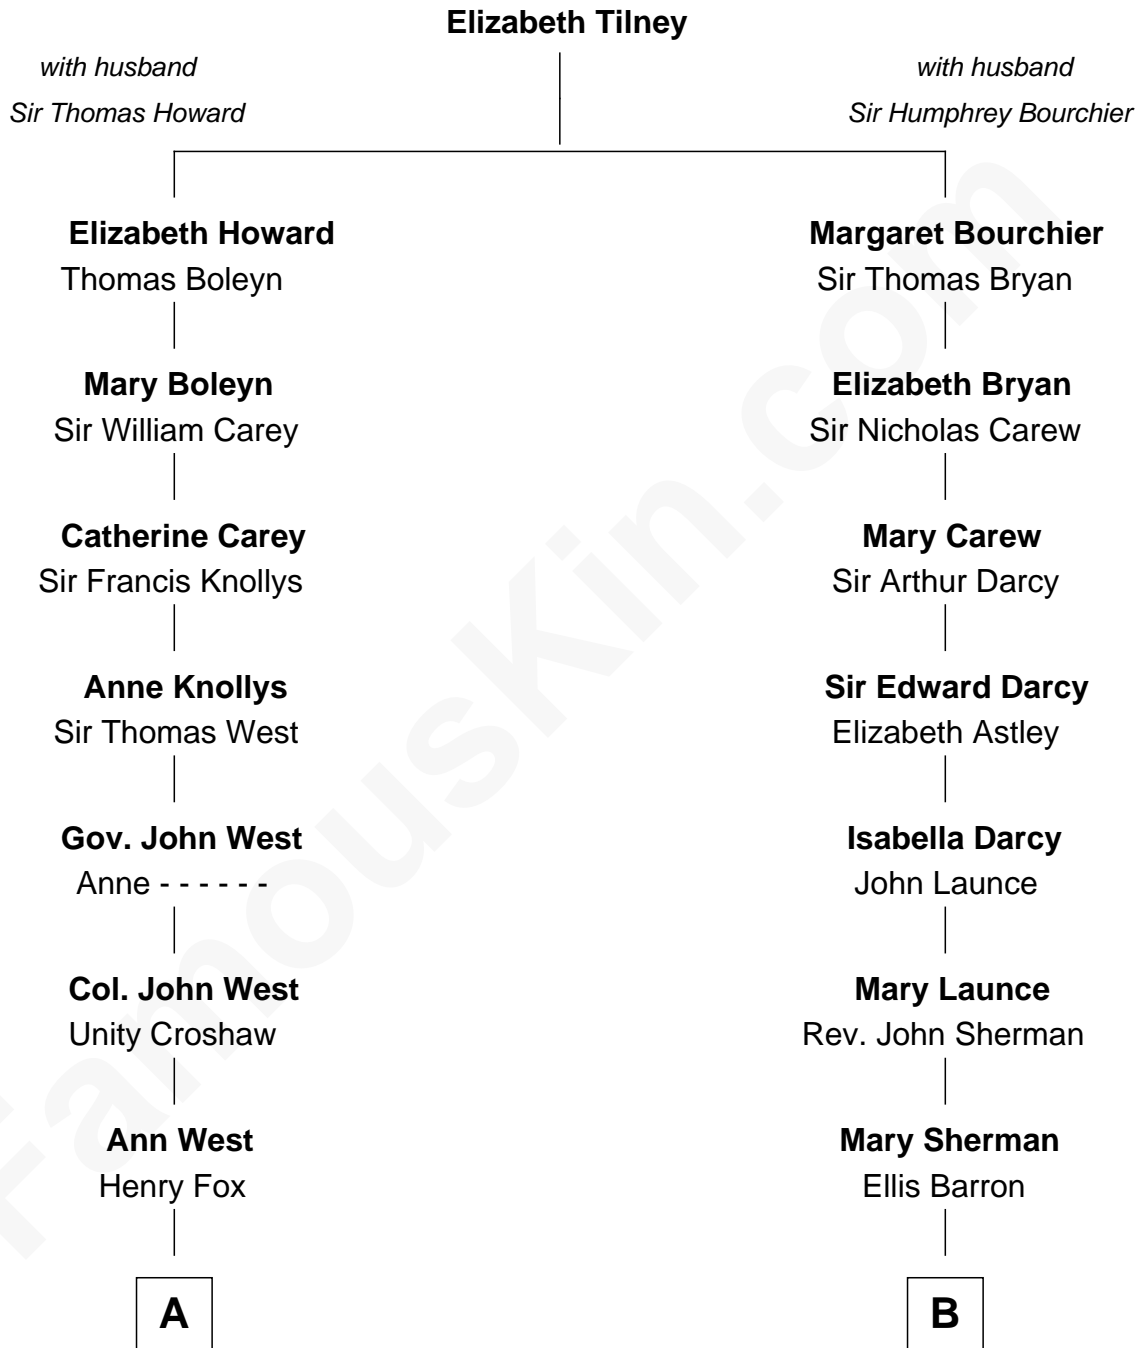 Elizabeth Tilney
with husband
Sir Thomas Howard
with husband
Sir Humphrey Bourchier
Elizabeth Howard
Thomas Boleyn
Margaret Bourchier
Sir Thomas Bryan
Mary Boleyn
Sir William Carey
Elizabeth Bryan
Sir Nicholas Carew
Catherine Carey
Sir Francis Knollys
Mary Carew
Sir Arthur Darcy
Anne Knollys
Sir Thomas West
Sir Edward Darcy
Elizabeth Astley
Gov. John West
Anne - - - - - -
Isabella Darcy
John Launce
Col. John West
Unity Croshaw
Mary Launce
Rev. John Sherman
Ann West
Henry Fox
Mary Sherman
Ellis Barron
A
B
FamousKin.com